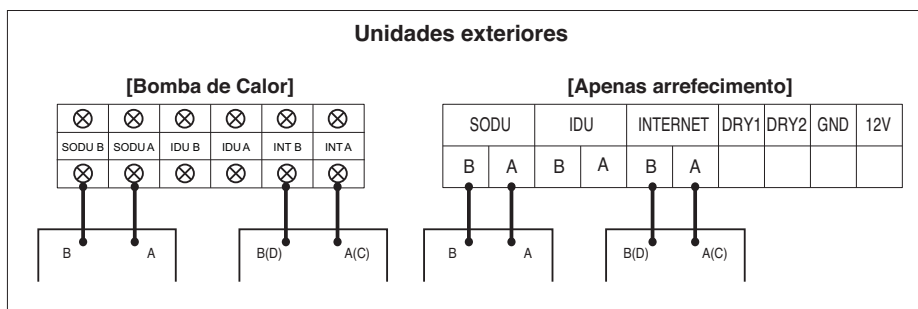 Unidades exteriores
[Bomba de Calor] [Apenas arrefecimento]
SODU B SODU A IDU B IDU A INT B INT A
SODU IDU INTERNET DRY1 DRY2 GND 12V
B A B A B A
B A B(D) A(C) B A B(D) A(C)